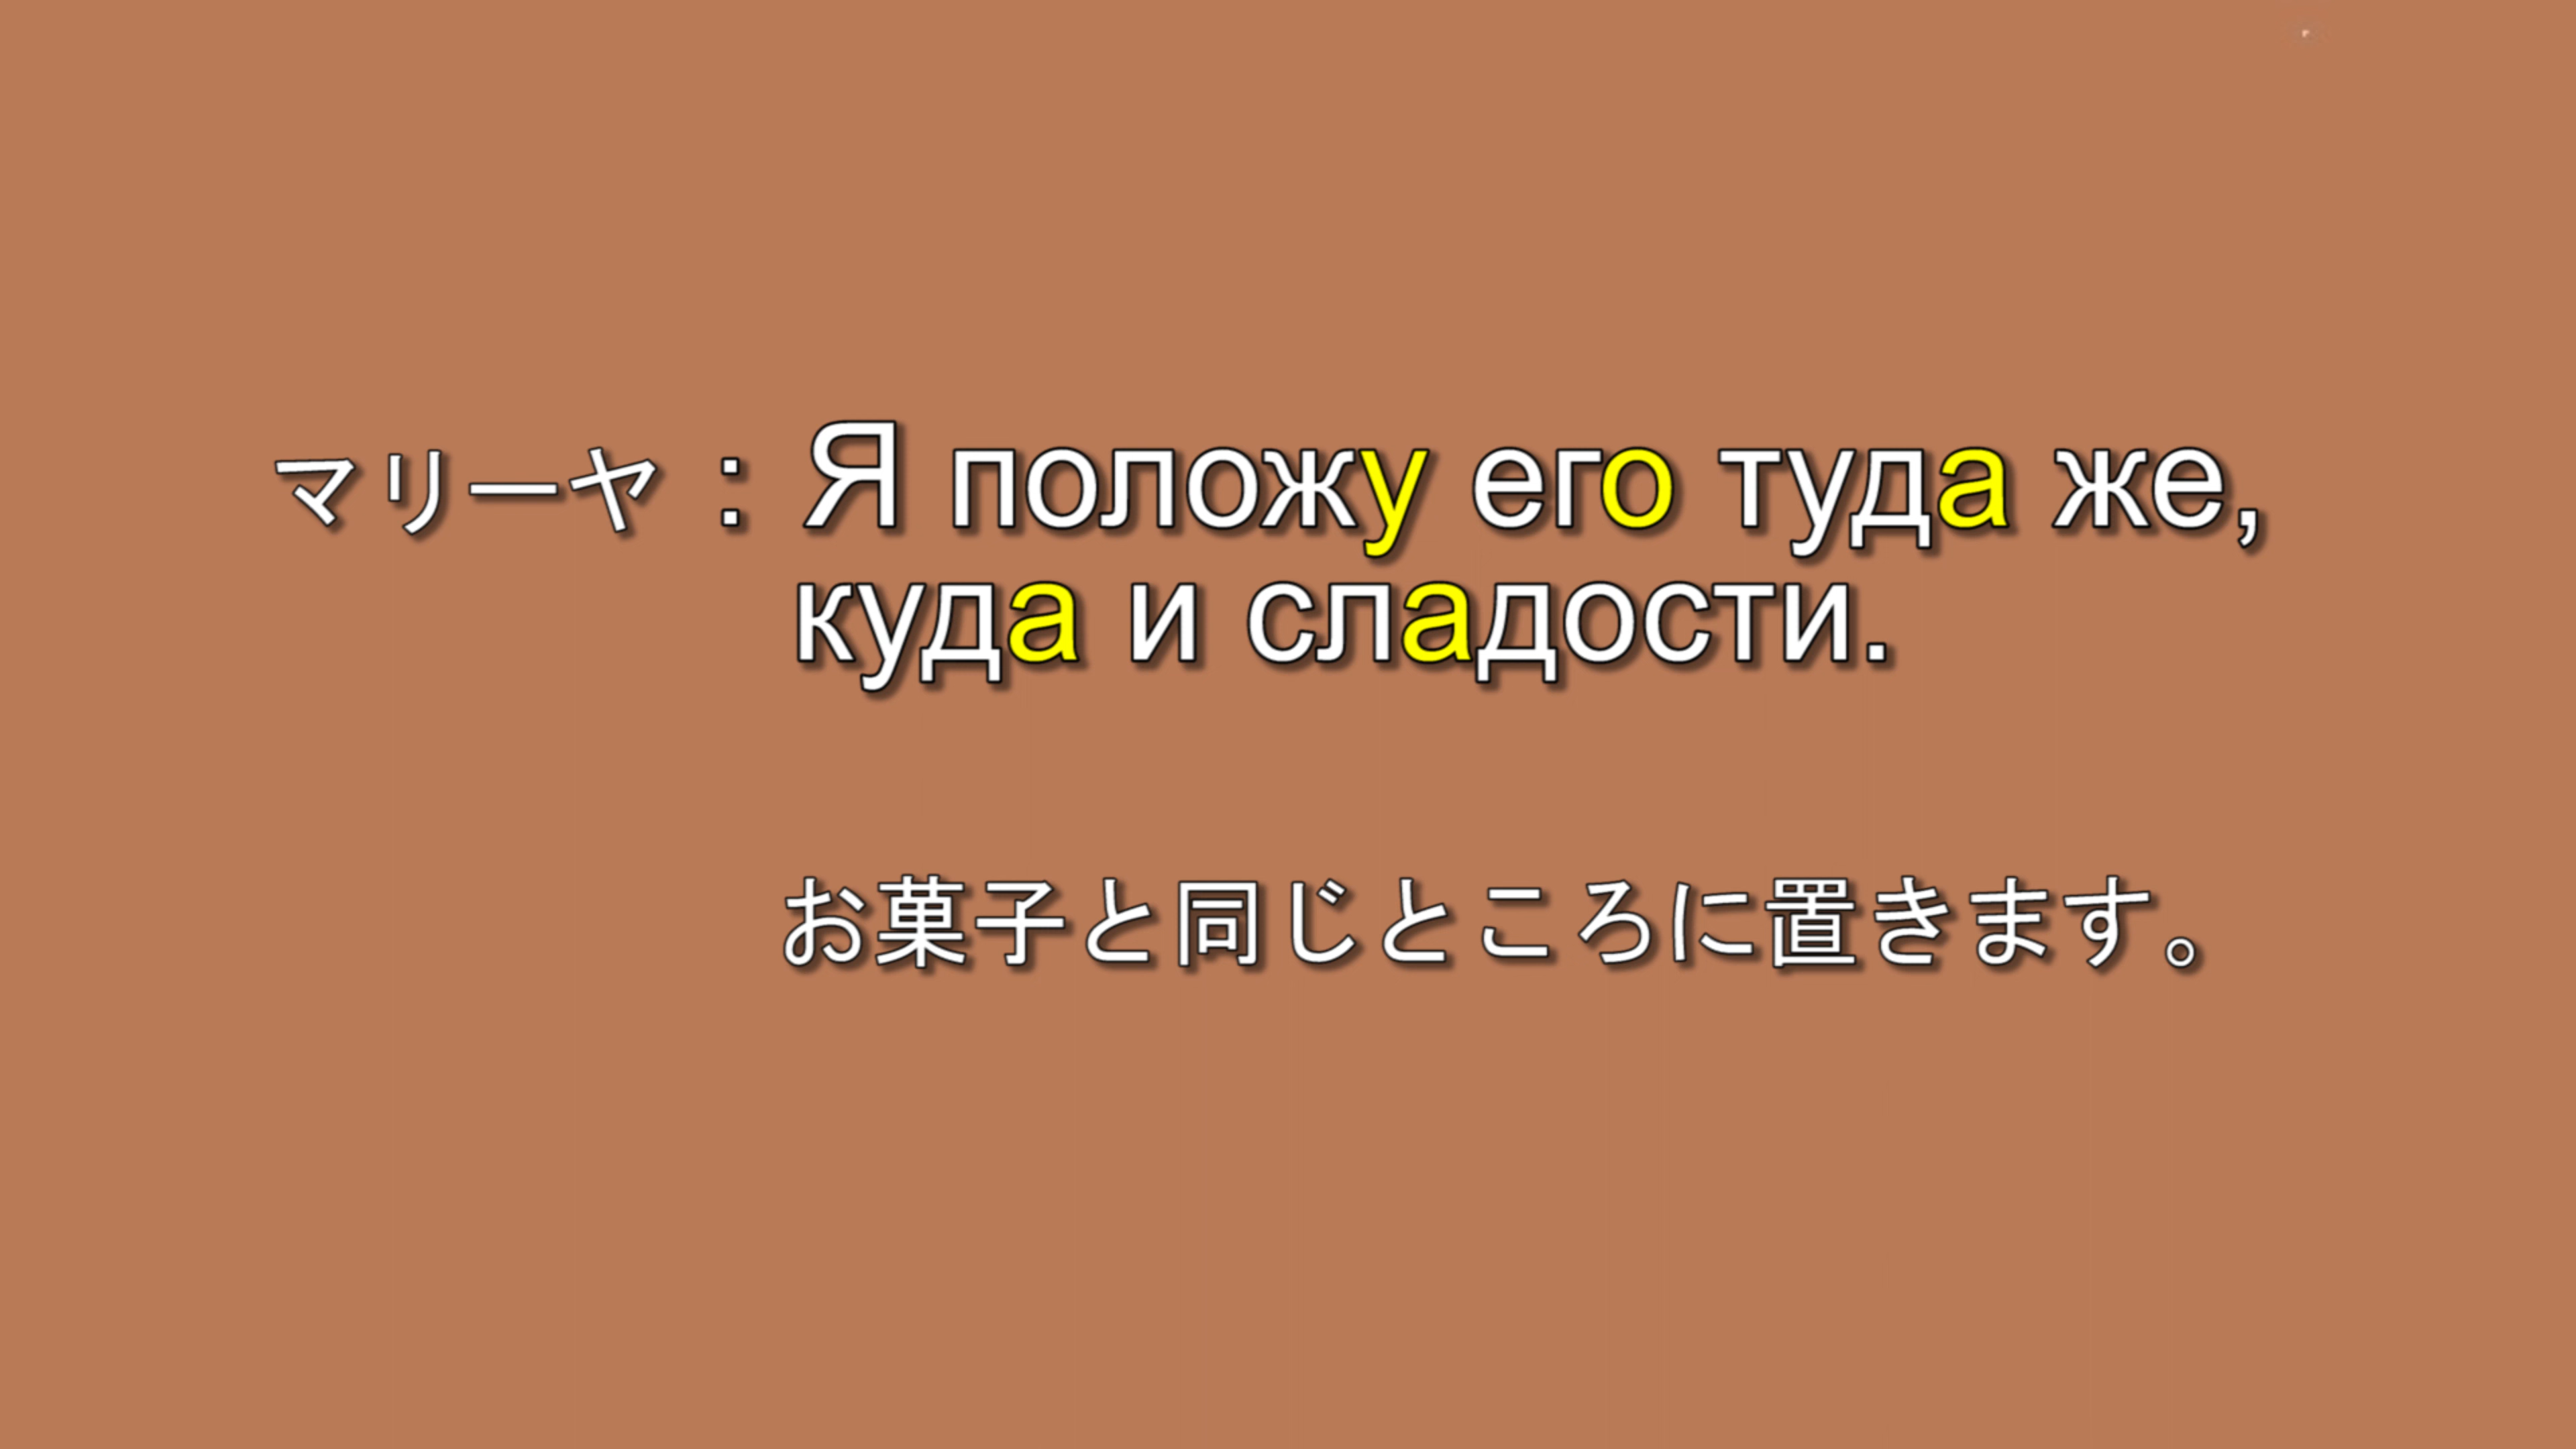 マリーヤ：Я положу его туда же,
куда и сладости.
お菓子と同じところに置きます。